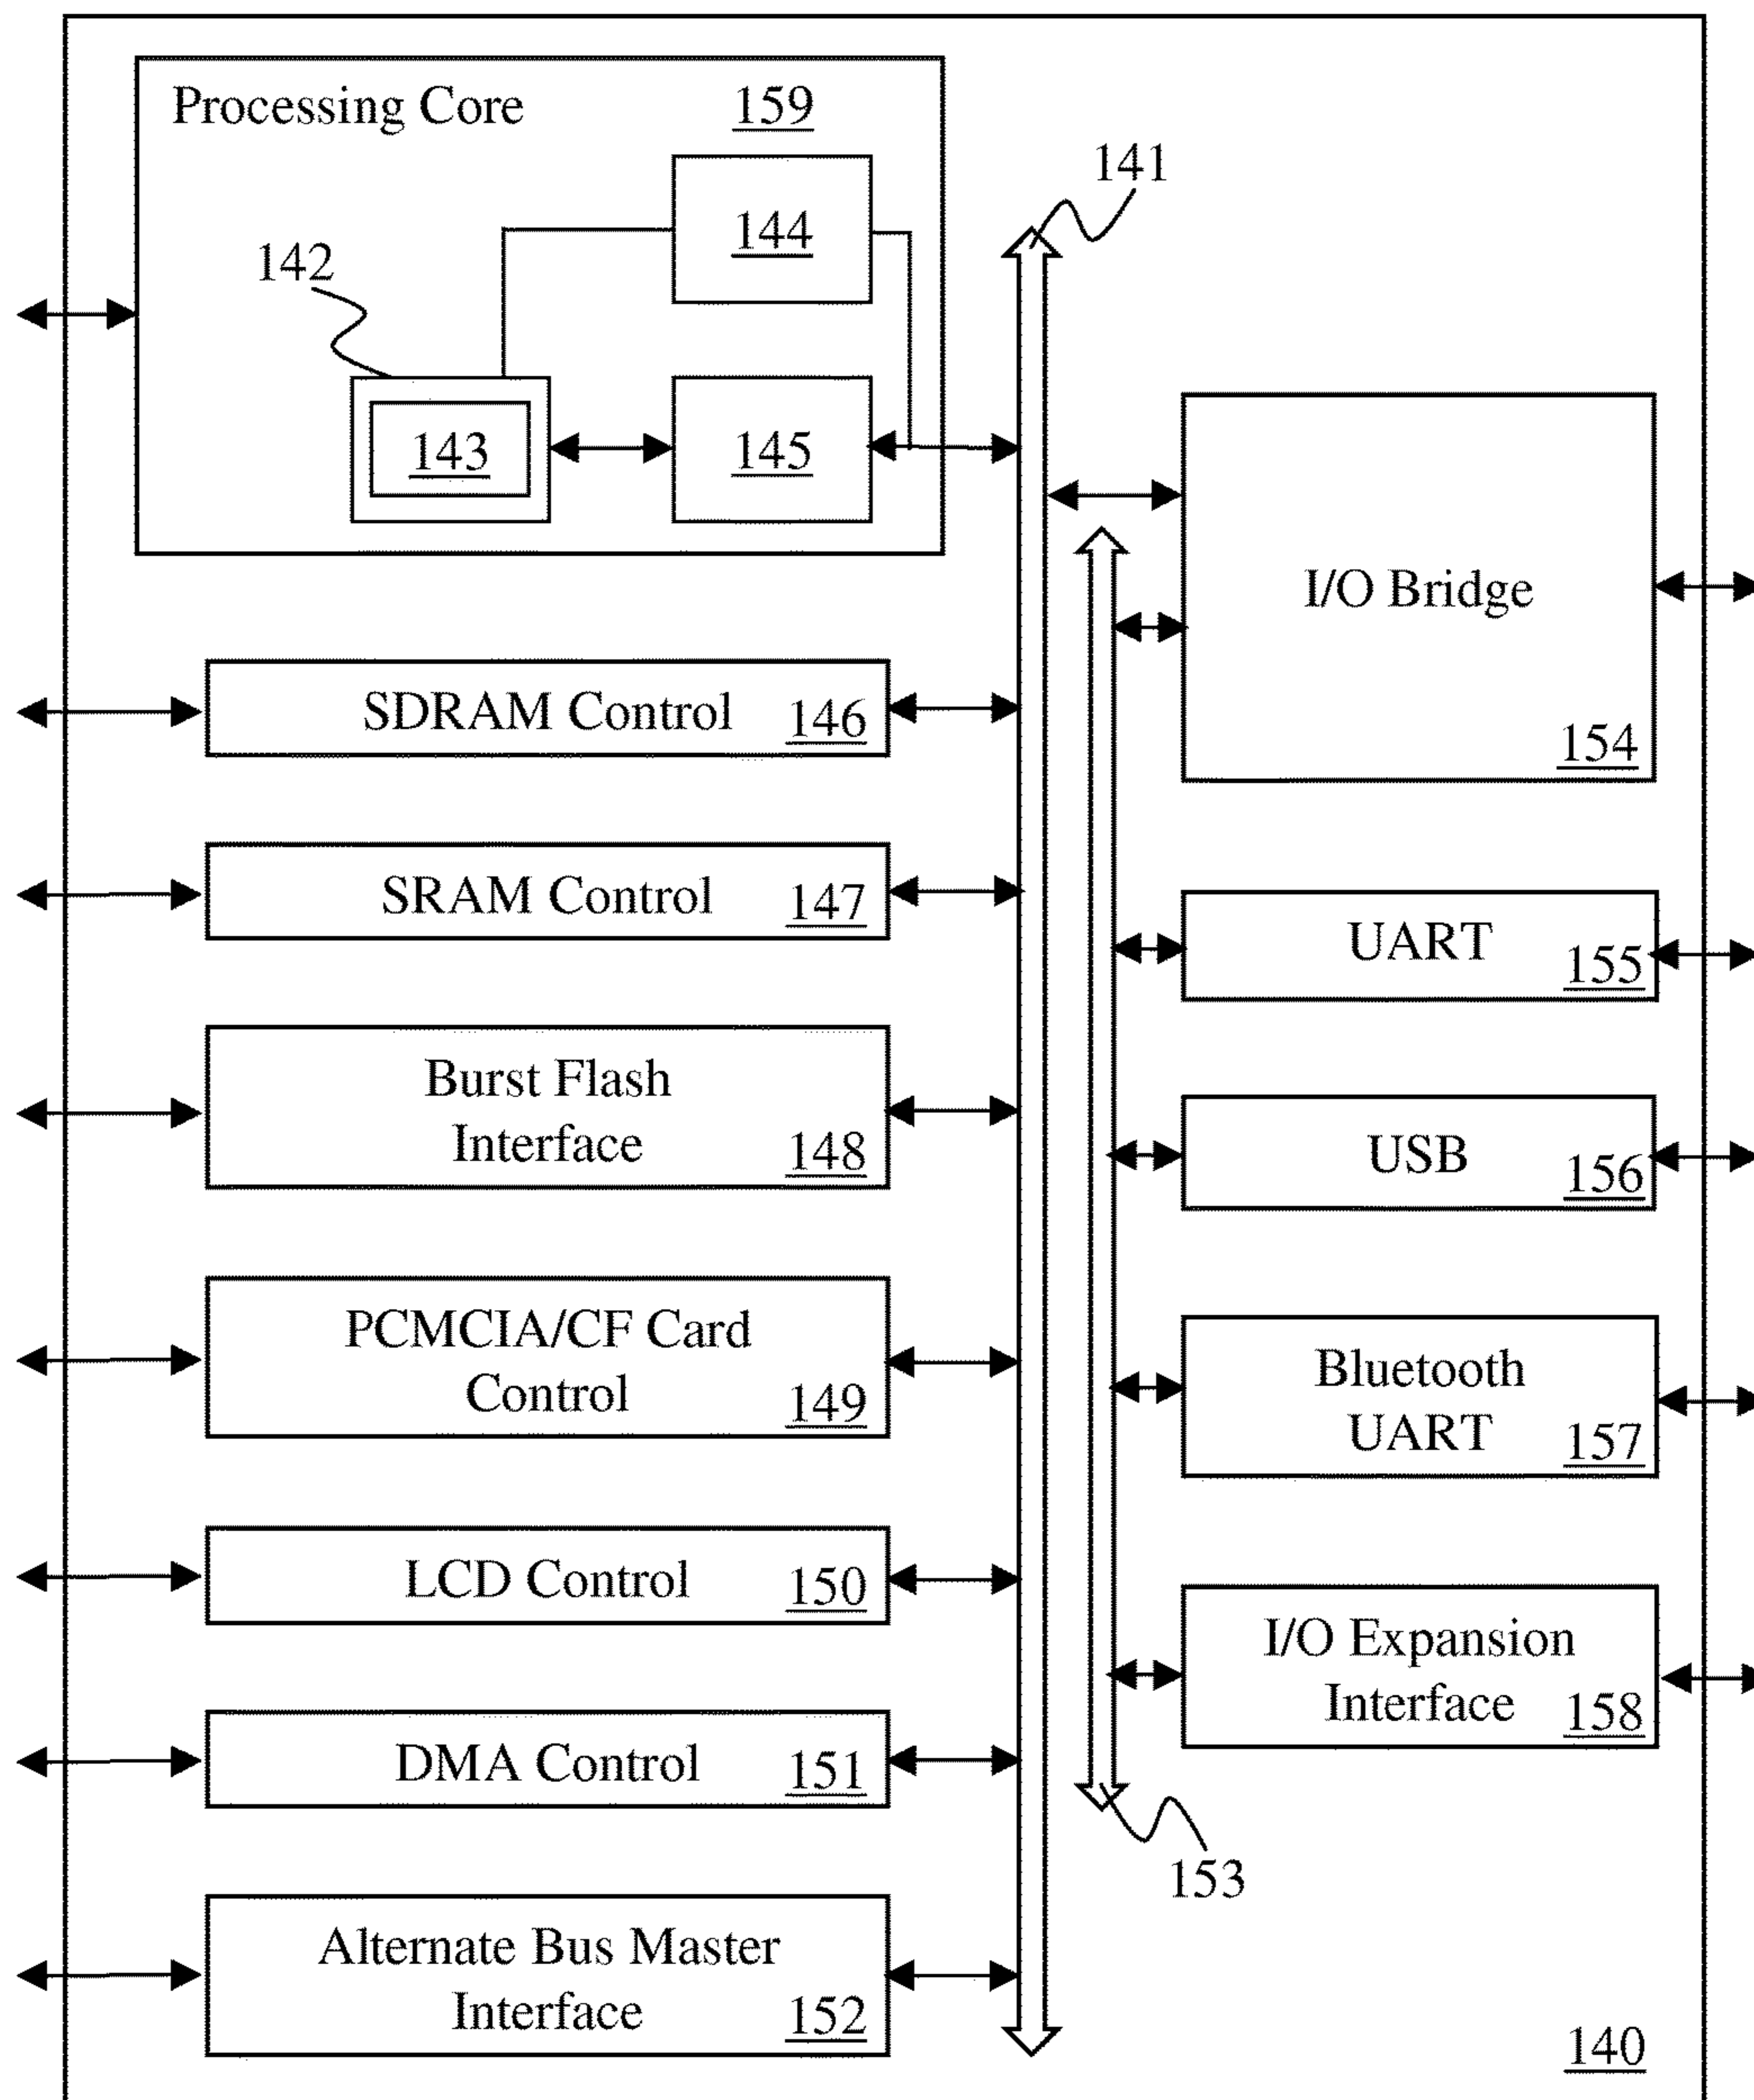 Processing Core
159
141
144
142
143
145
I/O Bridge
154
SDRAM Control
146
SRAM Control
147
UART
155
Burst Flash
Interface
148
USB
156
PCMCIA/CF Card
Control
149
Bluetooth
UART
157
LCD Control
150
I/O Expansion
Interface
158
DMA Control
151
153
Alternate Bus Master
Interface
152
140